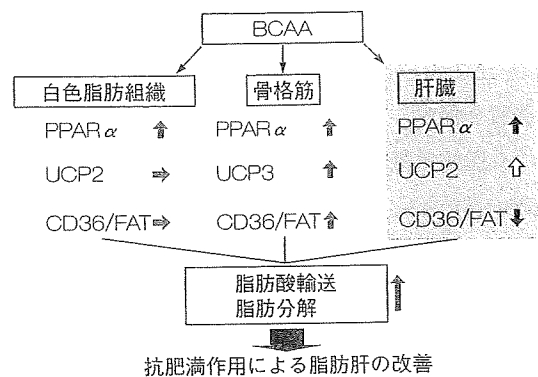 BCAA
白色脂肪組織 骨格筋 肝臓
PPARα PPARα PPARα
UCP2 UCP3 UCP2
CD36/FAT CD36/FAT CD36/FAT
脂肪酸輸送
脂肪分解
抗肥満作用による脂肪肝の改善